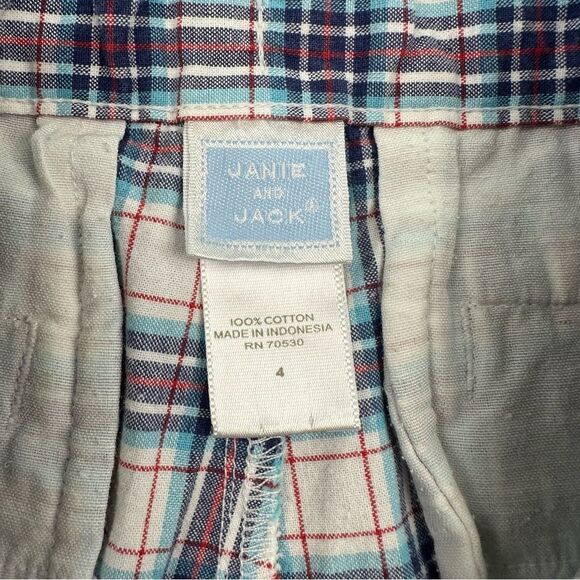 JANIE
AND
JACK®
100% COTTON
MADE IN INDONESIA
RN 70530
4